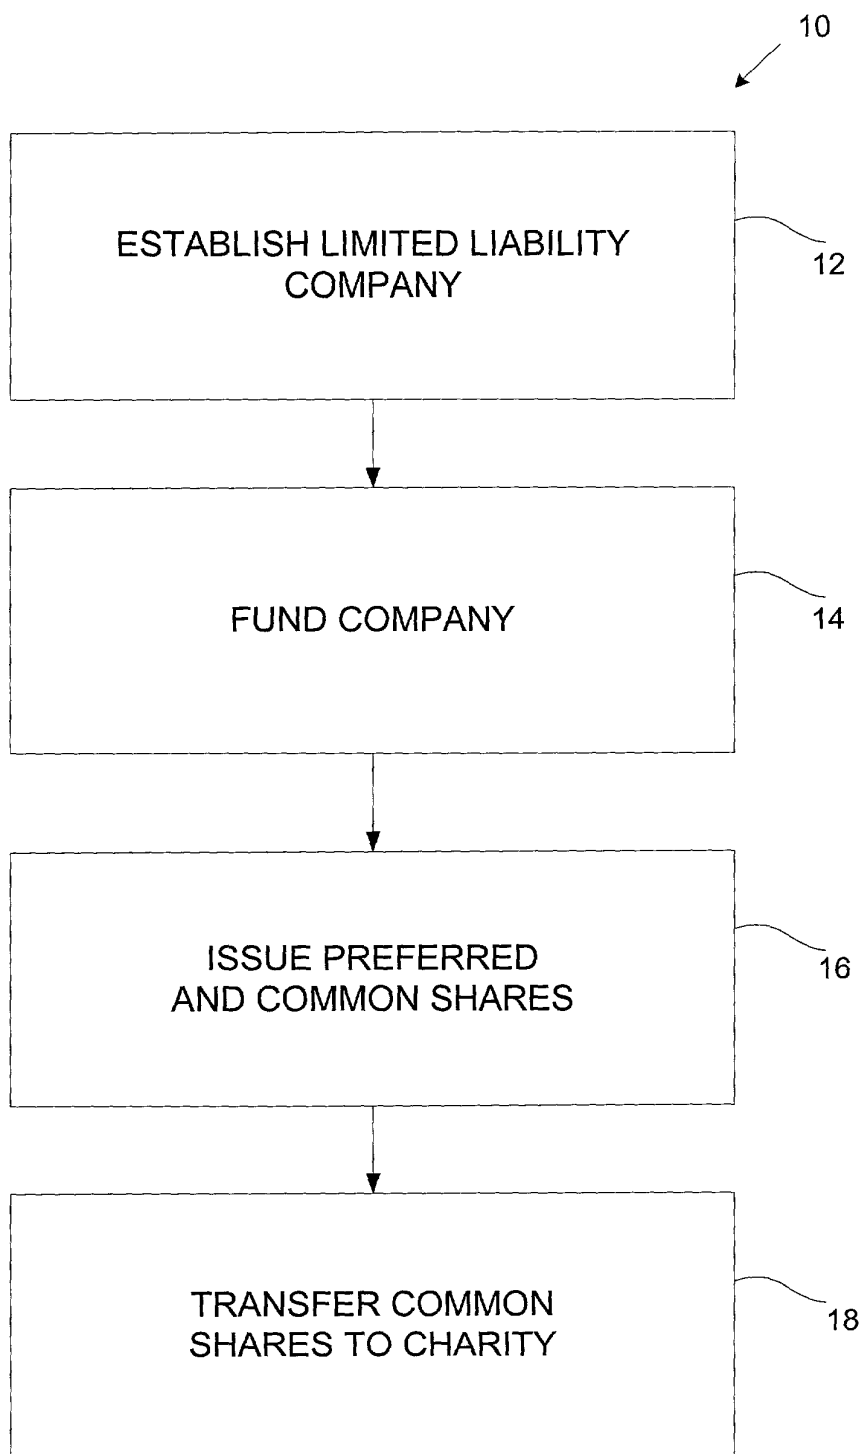 10
ESTABLISH LIMITED LIABILITY
COMPANY
12
FUND COMPANY
14
ISSUE PREFERRED
AND COMMON SHARES
16
TRANSFER COMMON
SHARES TO CHARITY
18